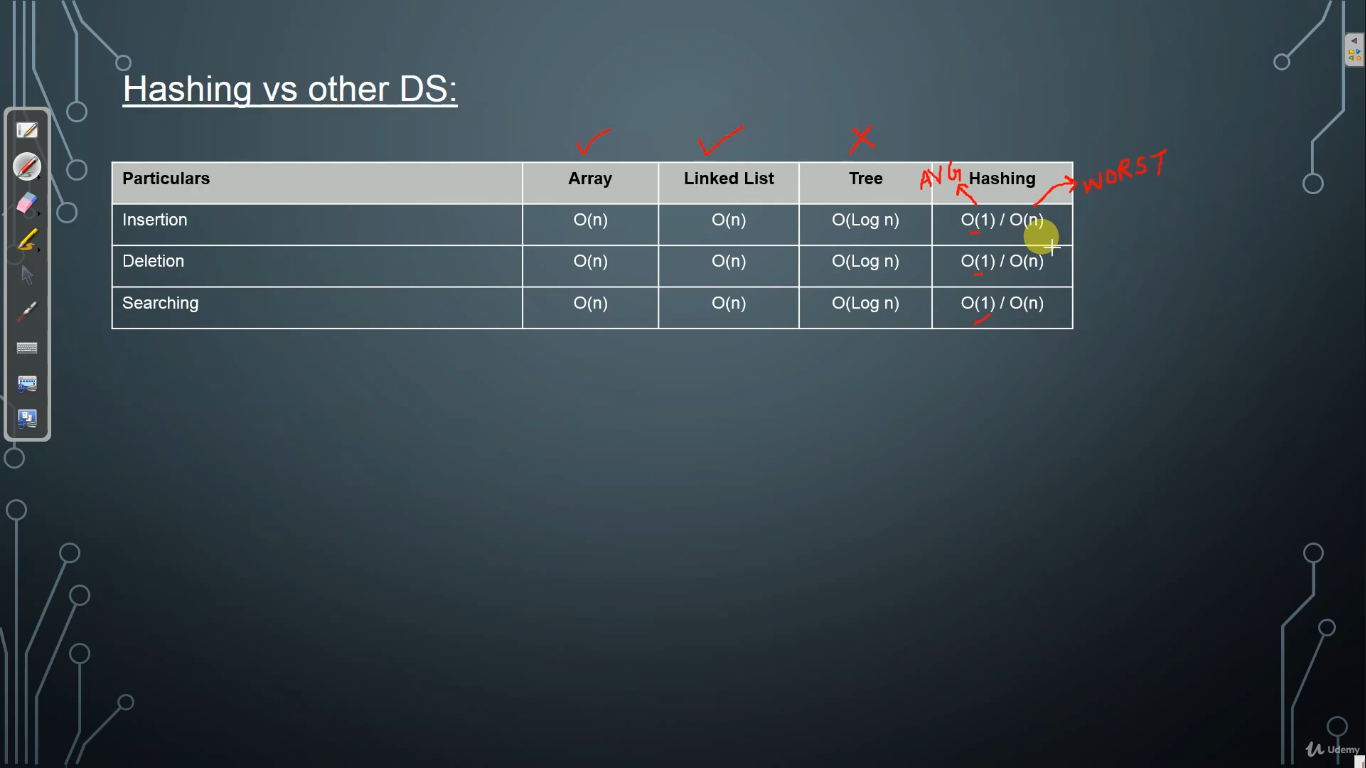 Hashing vs other DS:
Particulars Array Linked List Tree AVG Hashing WORST
Insertion O(n) O(n) O(Log n) O(1) / O(n)
Deletion O(n) O(n) O(Log n) O(1) / O(n)
Searching O(n) O(n) O(Log n) O(1) / O(n)
Udemy